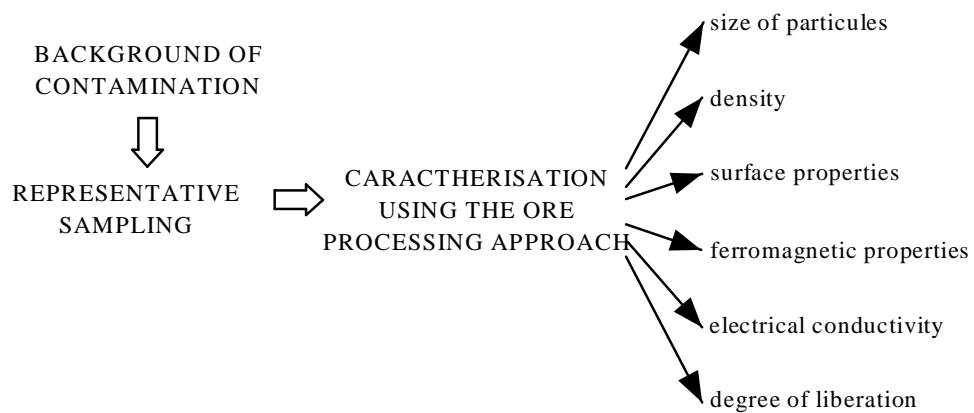 BACKGROUND OF
CONTAMINATION
REPRESENTATIVE
SAMPLING
CARACTHERISATION
USING THE ORE
PROCESSING APPROACH
size of particules
density
surface properties
ferromagnetic properties
electrical conductivity
degree of liberation